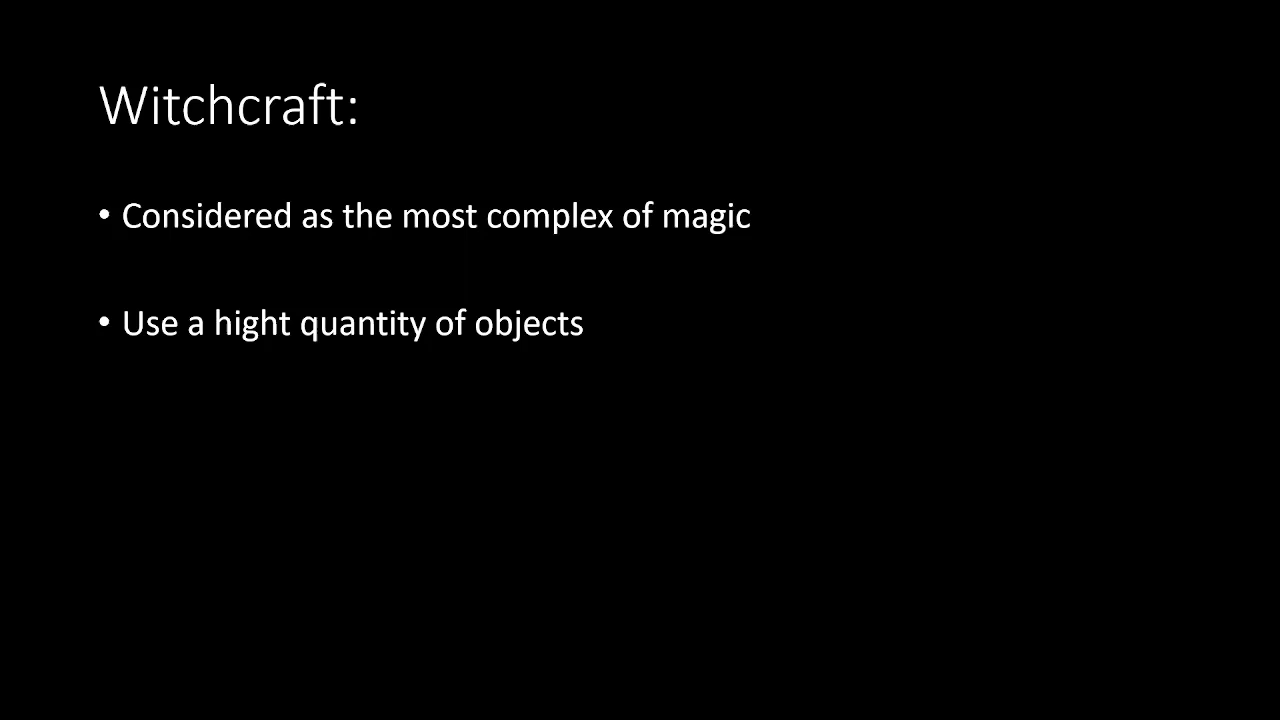 Witchcraft:
• Considered as the most complex of magic
• Use a hight quantity of objects